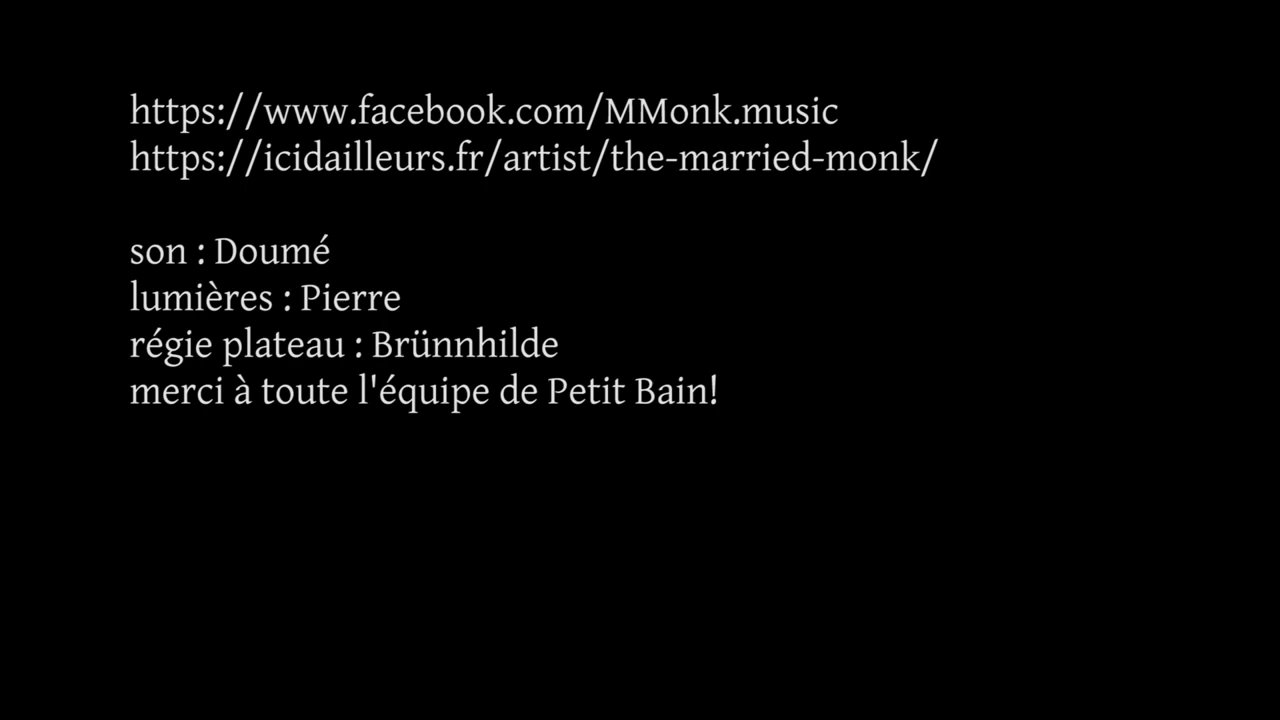 https://www.facebook.com/MMonk.music
https://icidailleurs.fr/artist/the-married-monk/
son : Doumé
lumières : Pierre
régie plateau : Brünnhilde
merci à toute l'équipe de Petit Bain!